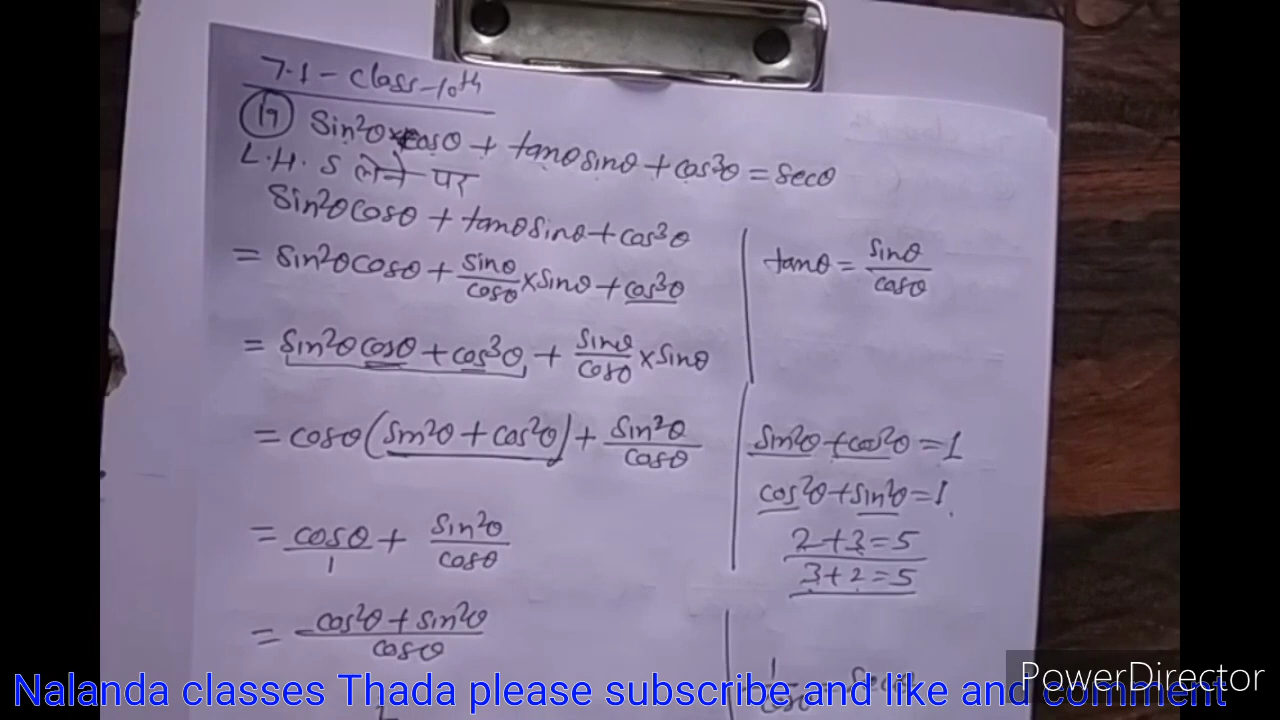 7.1 - Class - 10th
(19) Sin²θ×cosθ + tanθ sinθ + cos³θ = secθ
L.H.S लेने पर
Sin²θ cosθ + tanθ sinθ + cos³θ
tanθ = sinθ/cosθ
= Sin²θ cosθ + sinθ/cosθ × sinθ + cos³θ
= sin²θ cosθ + cos³θ + sinθ/cosθ × sinθ
= cosθ (sin²θ + cos²θ) + sin²θ/cosθ
sin²θ + cos²θ = 1
cos²θ + sin²θ = 1
2 + 3 = 5
3 + 2 = 5
= cosθ/1 + sin²θ/cosθ
= cos²θ + sin²θ/cosθ
Nalanda classes Thada please subscribe and like and comment
PowerDirector